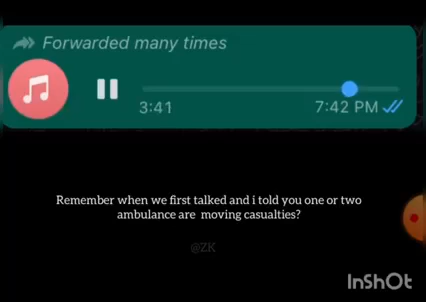 Forwarded many times
3:41
7:42 PM
Remember when we first talked and i told you one or two
ambulance are moving casualties?
@ZK
InShOt